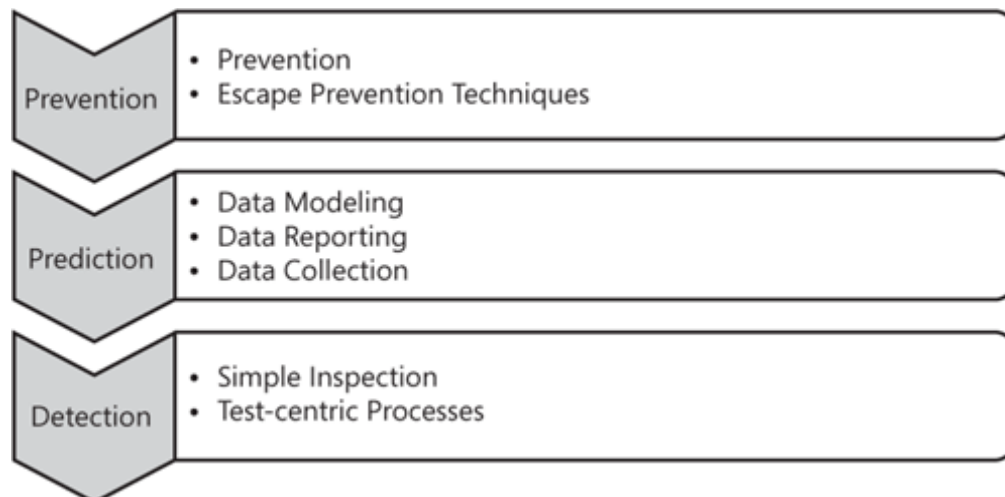 Prevention
• Prevention
• Escape Prevention Techniques
Prediction
• Data Modeling
• Data Reporting
• Data Collection
Detection
• Simple Inspection
• Test-centric Processes